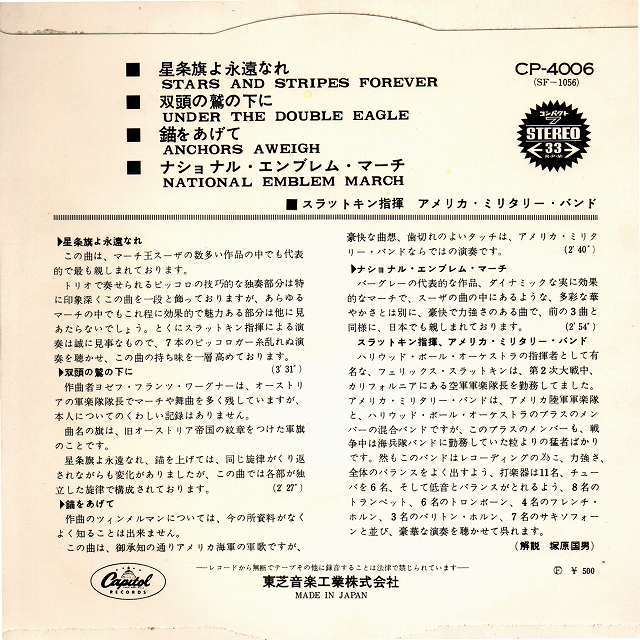 ■ 星条旗よ永遠なれ
STARS AND STRIPES FOREVER
■ 双頭の鷲の下に
UNDER THE DOUBLE EAGLE
■ 錨をあげて
ANCHORS AWEIGH
■ ナショナル・エンブレム・マーチ
NATIONAL EMBLEM MARCH
CP-4006
(SF-1056)
コンパクト
7
STEREO
33
R.P.M.
■ スラットキン指揮 アメリカ・ミリタリー・バンド
▶星条旗よ永遠なれ
この曲は、マーチ王スーザの数多い作品の中でも代表
的で最も親しまれております。
トリオで奏せられるピッコロの技巧的な独奏部分は特
に印象深くこの曲を一段と飾っておりますが、あらゆる
マーチの中でもこれ程に効果的で魅力ある部分は他に見
あたらないでしょう。とくにスラットキン指揮による演
奏は誠に見事なもので、7本のピッコロガー糸乱れぬ演
奏を聴かせ、この曲の持ち味を一層高めております。
(3′31″)
▶双頭の鷲の下に
作曲者ヨゼフ・フランツ・ワーグナーは、オーストリ
アの軍楽隊隊長でマーチや舞曲を多く残していますが、
本人についてのくわしい記録はありません。
曲名の旗は、旧オーストリア帝国の紋章をつけた軍旗
のことです。
星条旗よ永遠なれ、錨を上げては、同じ旋律がくり返
されながらも変化がありましたが、この曲では各部が独
立した旋律で構成されております。 (2′27″)
▶錨をあげて
作曲のツィンメルマンについては、今の所資料がなく
よく知ることは出来ません。
この曲は、御承知の通りアメリカ海軍の軍歌ですが、
豪快な曲想、歯切れのよいタッチは、アメリカ・ミリタ
リー・バンドならではの演奏です。 (2′40″)
▶ナショナル・エンブレム・マーチ
バーグレーの代表的な作品、ダイナミックな実に効果
的なマーチで、スーザの曲の中にあるような、多彩な華
やかさとは別に、豪快で力強さのある曲で、前の3曲と
同様に、日本でも親しまれております。 (2′54″)
スラットキン指揮、アメリカ・ミリタリー・バンド
ハリウッド・ボール・オーケストラの指揮者として有
名な、フェリックス・スラットキンは、第2次大戦中、
カリフォルニアにある空軍軍楽隊長を勤務してました。
アメリカ・ミリタリー・バンドは、アメリカ陸軍軍楽隊
と、ハリウッド・ボール・オーケストラのブラスのメン
バーの混合バンドですが、このブラスのメンバーも、戦
争中は海兵隊バンドに勤務していた粒よりの猛者ばかり
です。然もこのバンドはレコーディングの為に、力強さ、
全体のバランスをよく出すよう、打楽器は11名、チュー
バを6名、そして低音とバランスがとれるよう、8名の
トランペット、6名のトロンボーン、4名のフレンチ・
ホルン、3名のバリトン・ホルン、7名のサキソフォー
ンと並び、豪華な演奏を聴かせて呉れます。
(解説 塚原国男)
Capitol
RECORDS
—レコードから無断でテープその他に録音することは法律で禁じられています—
東芝音楽工業株式会社
MADE IN JAPAN
Ⓟ ¥ 500